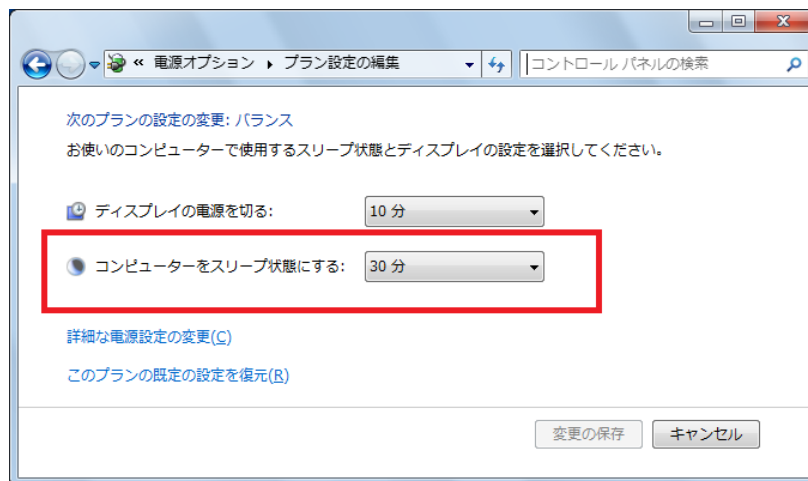 « 電源オプション ▸ プラン設定の編集
コントロール パネルの検索
次のプランの設定の変更: バランス
お使いのコンピューターで使用するスリープ状態とディスプレイの設定を選択してください。
ディスプレイの電源を切る: 10 分
コンピューターをスリープ状態にする: 30 分
詳細な電源設定の変更(C)
このプランの既定の設定を復元(R)
変更の保存 キャンセル